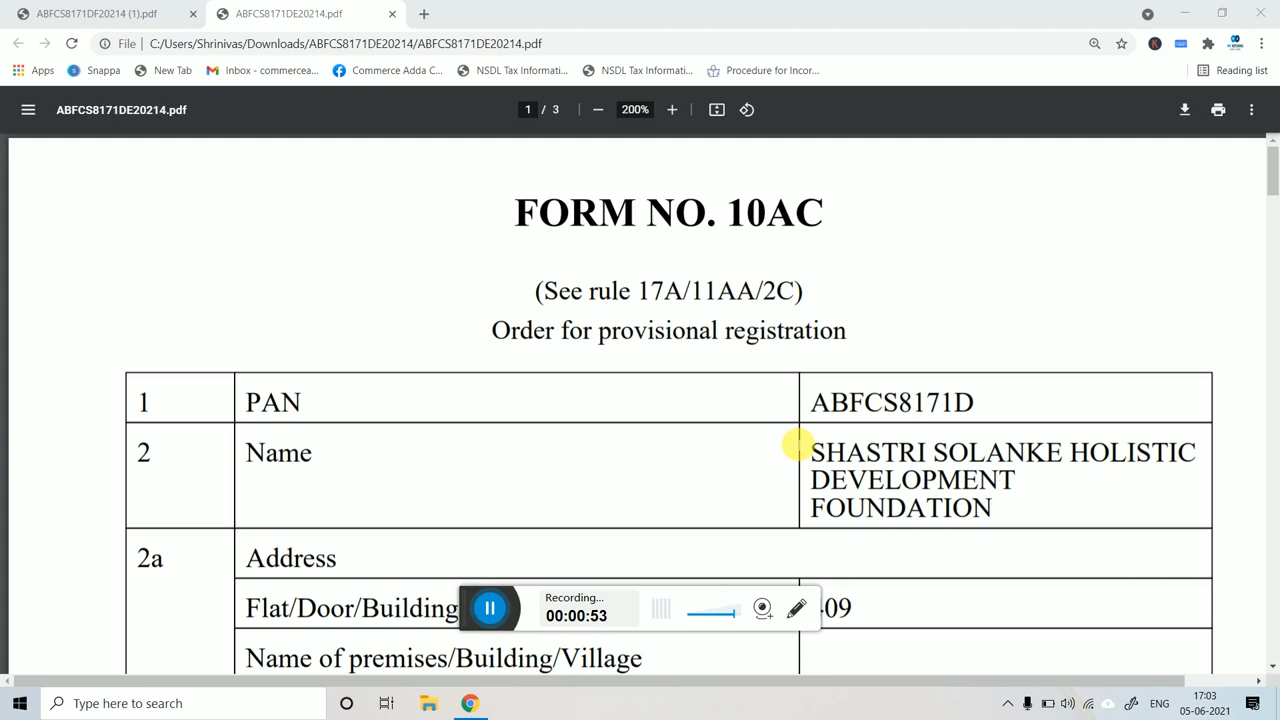 ABFCS8171DF20214 (1).pdf
ABFCS8171DE20214.pdf
File
C:/Users/Shrinivas/Downloads/ABFCS8171DE20214/ABFCS8171DE20214.pdf
Apps
Snappa
New Tab
Inbox - commercea...
Commerce Adda C...
NSDL Tax Informati...
NSDL Tax Informati...
Procedure for Incor...
Reading list
ABFCS8171DE20214.pdf
1 / 3
200%
FORM NO. 10AC
(See rule 17A/11AA/2C)
Order for provisional registration
1 PAN ABFCS8171D
2 Name SHASTRI SOLANKE HOLISTIC
DEVELOPMENT
FOUNDATION
2a Address
Flat/Door/Building -09
Recording...
00:00:53
Name of premises/Building/Village
Type here to search
ENG
17:03
05-06-2021